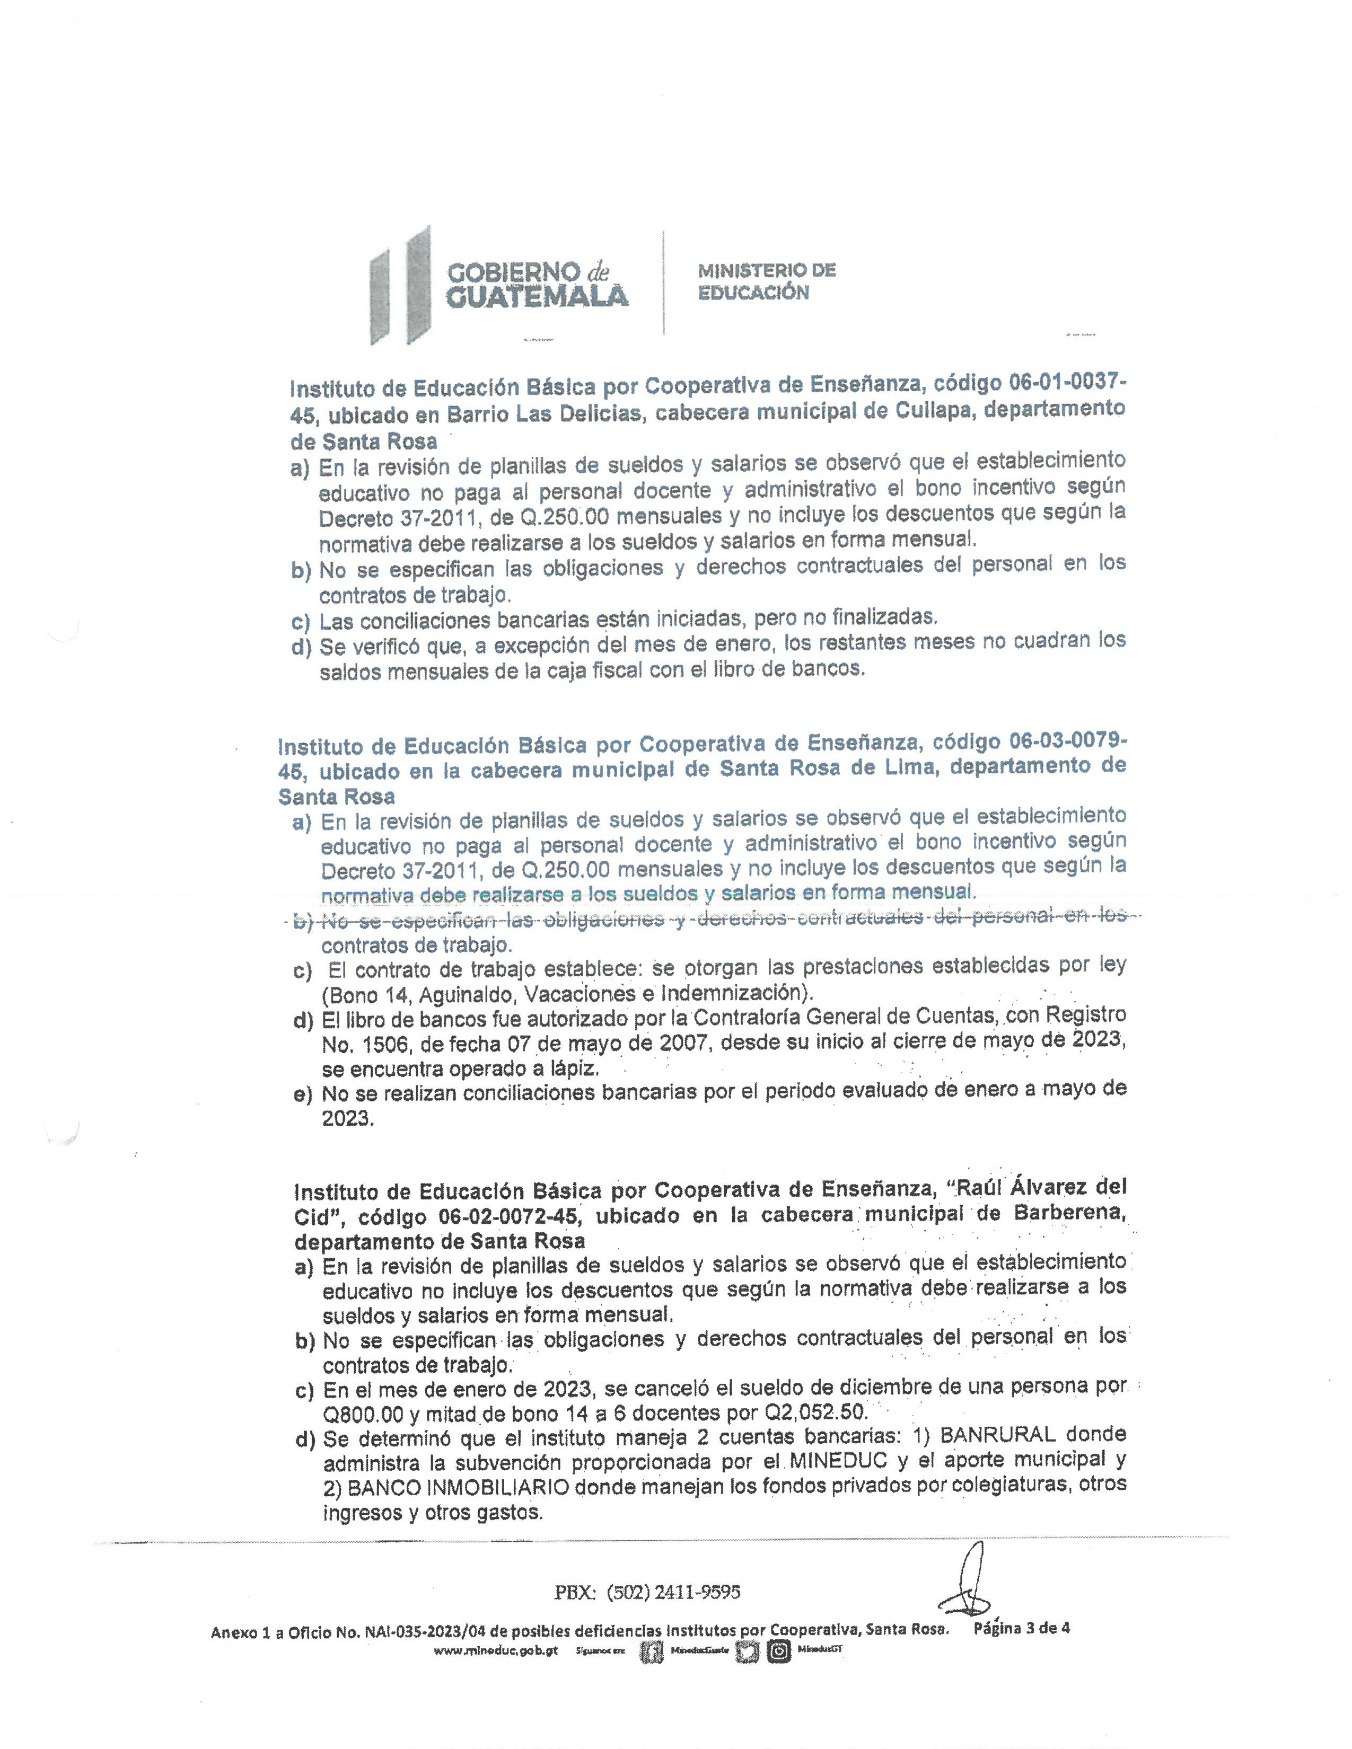 GOBIERNO de
GUATEMALA
MINISTERIO DE
EDUCACIÓN
Instituto de Educación Básica por Cooperativa de Enseñanza, código 06-01-0037-
45, ubicado en Barrio Las Delicias, cabecera municipal de Cuilapa, departamento
de Santa Rosa
a) En la revisión de planillas de sueldos y salarios se observó que el establecimiento
educativo no paga al personal docente y administrativo el bono incentivo según
Decreto 37-2011, de Q.250.00 mensuales y no incluye los descuentos que según la
normativa debe realizarse a los sueldos y salarios en forma mensual.
b) No se especifican las obligaciones y derechos contractuales del personal en los
contratos de trabajo.
c) Las conciliaciones bancarias están iniciadas, pero no finalizadas.
d) Se verificó que, a excepción del mes de enero, los restantes meses no cuadran los
saldos mensuales de la caja fiscal con el libro de bancos.
Instituto de Educación Básica por Cooperativa de Enseñanza, código 06-03-0079-
45, ubicado en la cabecera municipal de Santa Rosa de Lima, departamento de
Santa Rosa
a) En la revisión de planillas de sueldos y salarios se observó que el establecimiento
educativo no paga al personal docente y administrativo el bono incentivo según
Decreto 37-2011, de Q.250.00 mensuales y no incluye los descuentos que según la
normativa debe realizarse a los sueldos y salarios en forma mensual.
b) No se especifican las obligaciones y derechos contractuales del personal en los
contratos de trabajo.
c) El contrato de trabajo establece: se otorgan las prestaciones establecidas por ley
(Bono 14, Aguinaldo, Vacaciones e Indemnización).
d) El libro de bancos fue autorizado por la Contraloría General de Cuentas, con Registro
No. 1506, de fecha 07 de mayo de 2007, desde su inicio al cierre de mayo de 2023,
se encuentra operado a lápiz.
e) No se realizan conciliaciones bancarias por el periodo evaluado de enero a mayo de
2023.
Instituto de Educación Básica por Cooperativa de Enseñanza, “Raúl Álvarez del
Cid”, código 06-02-0072-45, ubicado en la cabecera municipal de Barberena,
departamento de Santa Rosa
a) En la revisión de planillas de sueldos y salarios se observó que el establecimiento
educativo no incluye los descuentos que según la normativa debe realizarse a los
sueldos y salarios en forma mensual.
b) No se especifican las obligaciones y derechos contractuales del personal en los
contratos de trabajo.
c) En el mes de enero de 2023, se canceló el sueldo de diciembre de una persona por
Q800.00 y mitad de bono 14 a 6 docentes por Q2,052.50.
d) Se determinó que el instituto maneja 2 cuentas bancarias: 1) BANRURAL donde
administra la subvención proporcionada por el MINEDUC y el aporte municipal y
2) BANCO INMOBILIARIO donde manejan los fondos privados por colegiaturas, otros
ingresos y otros gastos.
PBX: (502) 2411-9595
Anexo 1 a Oficio No. NAI-035-2023/04 de posibles deficiencias Institutos por Cooperativa, Santa Rosa. Página 3 de 4
www.mineduc.gob.gt Síguenos en: MineducGuate MineducGT